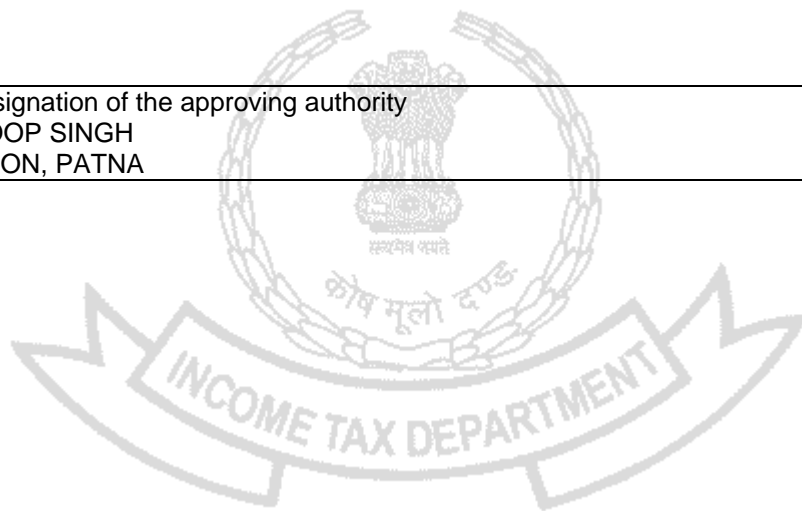 signation of the approving authority
OOP SINGH
ON, PATNA
सत्यमेव जयते
कोष मूलो दण्डः
INCOME TAX DEPARTMENT